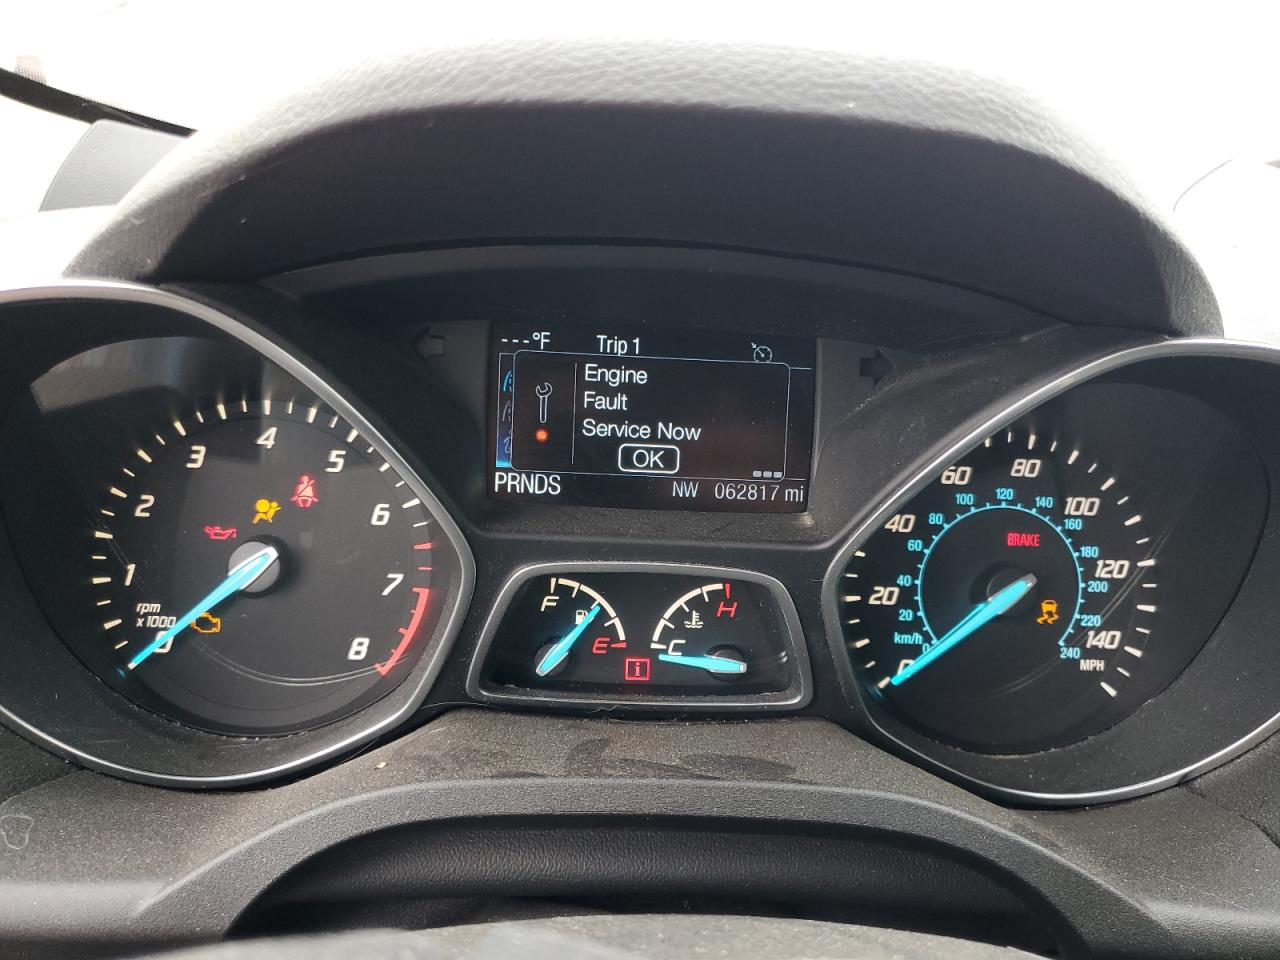 ---°F Trip 1
Engine
Fault
Service Now
OK
PRNDS NW 062817 mi
0 1 2 3 4 5 6 7 8
rpm
x1000
F E
C H
i
0 20 40 60 80 100 120 140
MPH
BRAKE
km/h
0 20 40 60 80 100 120 140 160 180 200 220 240